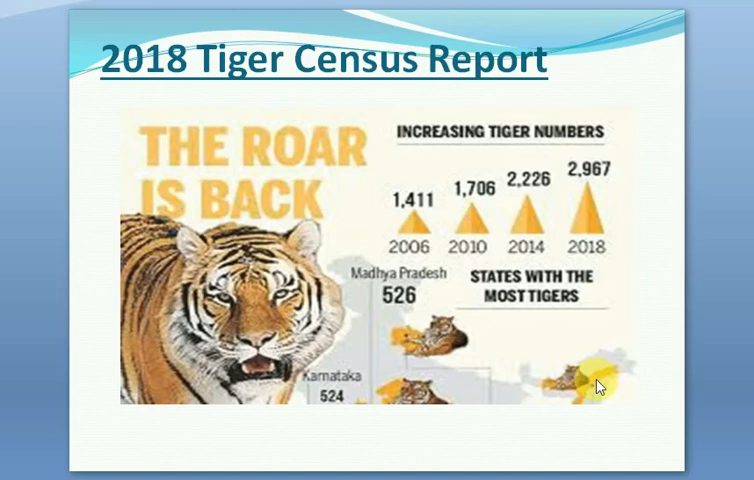 2018 Tiger Census Report
THE ROAR
IS BACK
INCREASING TIGER NUMBERS
1,411 1,706 2,226 2,967
2006 2010 2014 2018
Madhya Pradesh
526
STATES WITH THE
MOST TIGERS
Karnataka
524